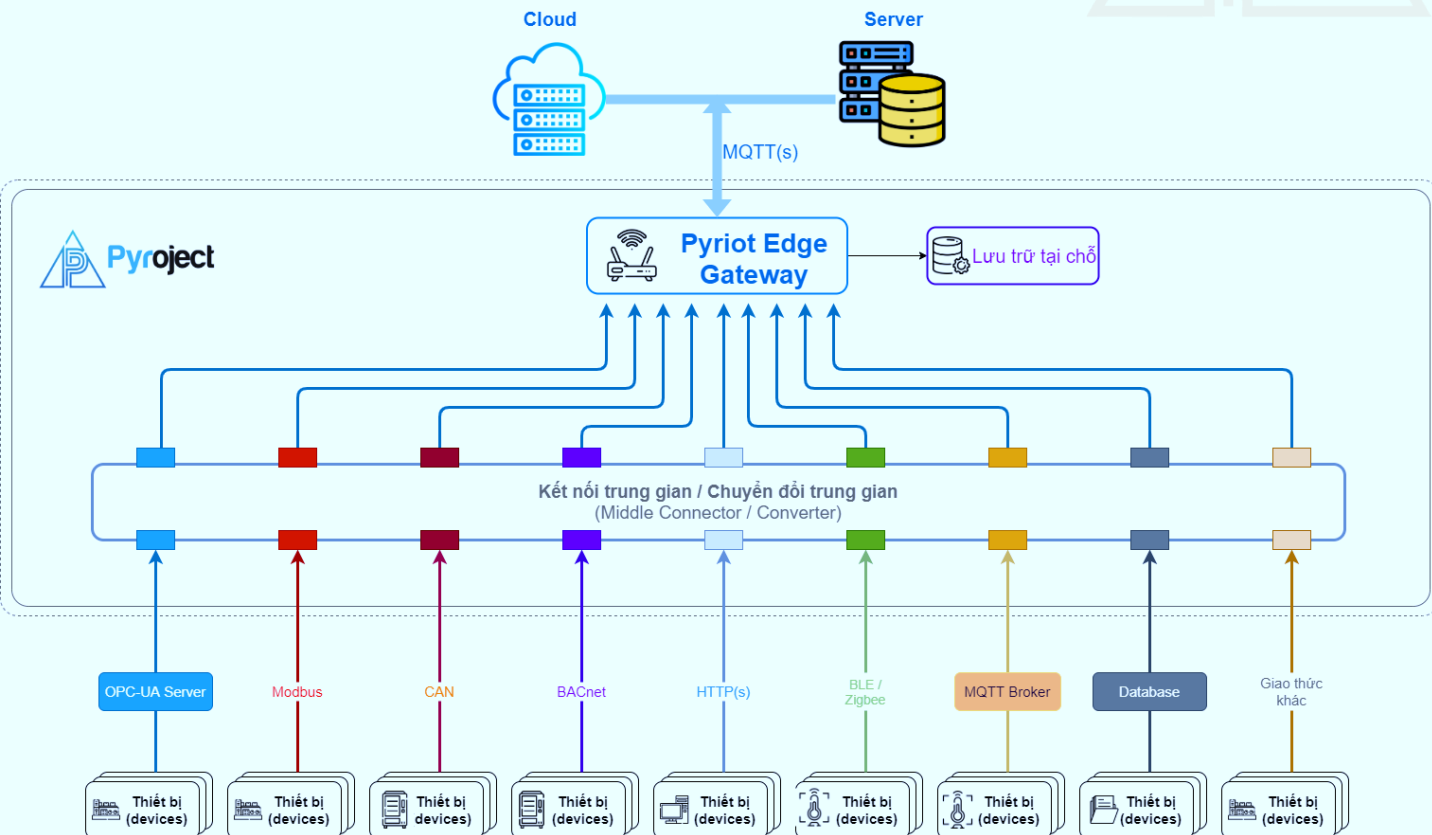 Cloud
Server
MQTT(s)
Pyroject
Pyriot Edge
Gateway
Lưu trữ tại chỗ
Kết nối trung gian / Chuyển đổi trung gian
(Middle Connector / Converter)
OPC-UA Server
Modbus
CAN
BACnet
HTTP(s)
BLE /
Zigbee
MQTT Broker
Database
Giao thức
khác
Thiết bị
(devices)
Thiết bị
(devices)
Thiết bị
devices)
Thiết bị
(devices)
Thiết bị
(devices)
Thiết bị
(devices)
Thiết bị
(devices)
Thiết bị
(devices)
Thiết bị
(devices)